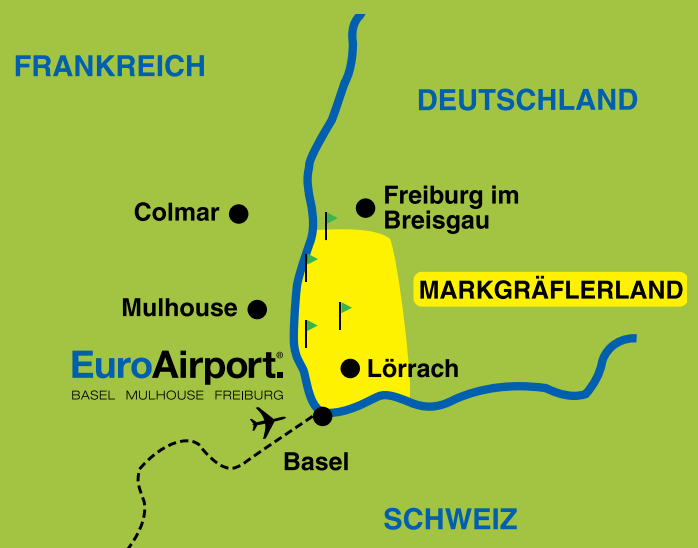 FRANKREICH
DEUTSCHLAND
Colmar
Freiburg im
Breisgau
Mulhouse
MARKGRÄFLERLAND
EuroAirport.®
BASEL MULHOUSE FREIBURG
Lörrach
Basel
SCHWEIZ